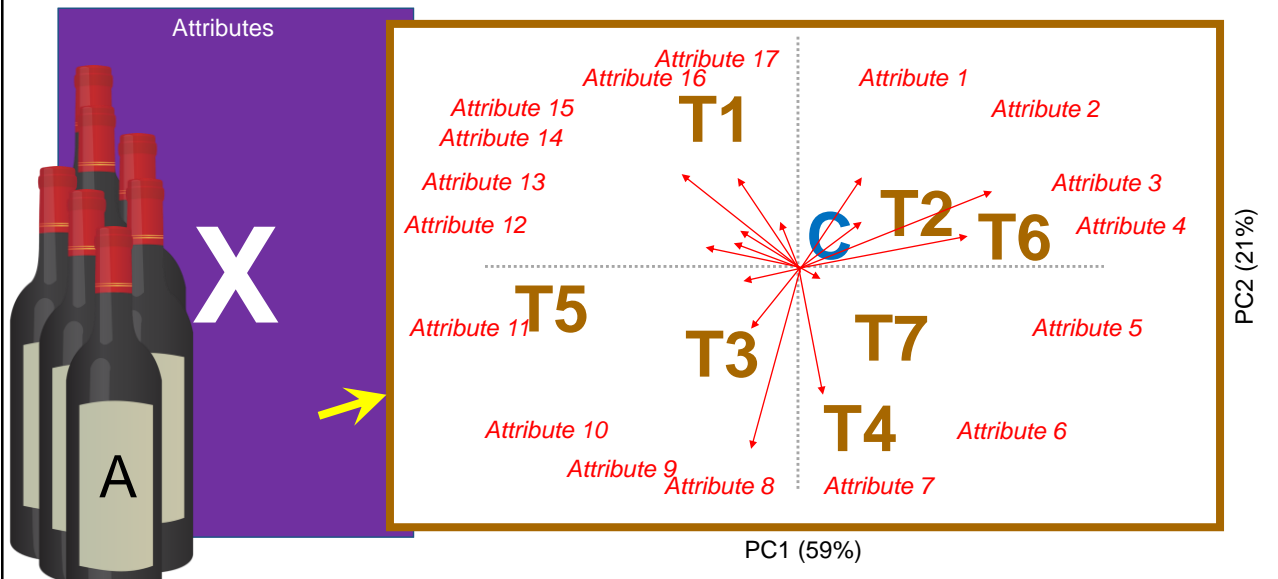 Attributes
Attribute 17
Attribute 16
Attribute 1
Attribute 15
T1
Attribute 2
Attribute 14
Attribute 13
Attribute 3
Attribute 12
C
T2
T6
Attribute 4
X
PC2 (21%)
T5
Attribute 11
T3
T7
Attribute 5
T4
Attribute 10
Attribute 6
Attribute 9
Attribute 8
Attribute 7
A
PC1 (59%)